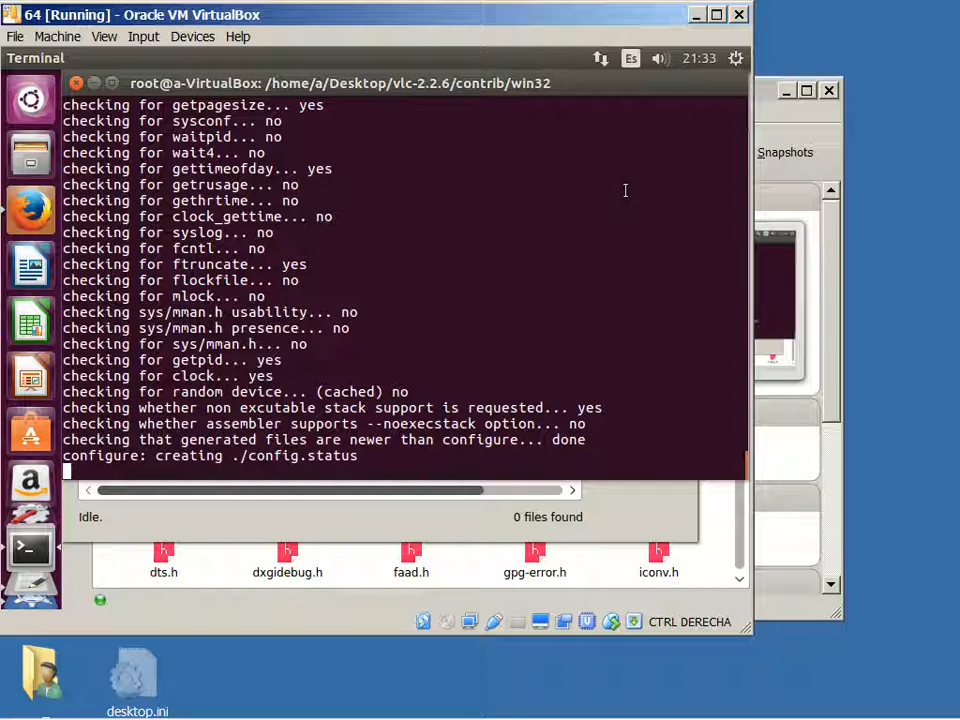 64 [Running] - Oracle VM VirtualBox
File Machine View Input Devices Help
Terminal
Es
21:33
root@a-VirtualBox: /home/a/Desktop/vlc-2.2.6/contrib/win32
checking for getpagesize... yes
checking for sysconf... no
checking for waitpid... no
checking for wait4... no
checking for gettimeofday... yes
checking for getrusage... no
checking for gethrtime... no
checking for clock_gettime... no
checking for syslog... no
checking for fcntl... no
checking for ftruncate... yes
checking for flockfile... no
checking for mlock... no
checking sys/mman.h usability... no
checking sys/mman.h presence... no
checking for sys/mman.h... no
checking for getpid... yes
checking for clock... yes
checking for random device... (cached) no
checking whether non excutable stack support is requested... yes
checking whether assembler supports --noexecstack option... no
checking that generated files are newer than configure... done
configure: creating ./config.status
Snapshots
Idle.
0 files found
dts.h
dxgidebug.h
faad.h
gpg-error.h
iconv.h
CTRL DERECHA
desktop.ini